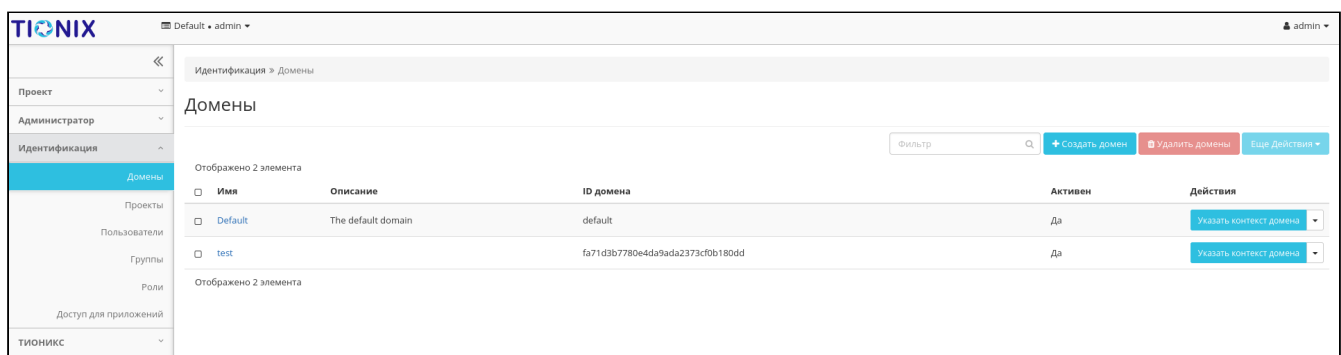 TIONIX
Default • admin
admin
Идентификация » Домены
Проект
Администратор
Идентификация
Домены
Проекты
Пользователи
Группы
Роли
Доступ для приложений
ТИОНИКС
Домены
Фильтр
Создать домен
Удалить домены
Еще Действия
Отображено 2 элемента
Имя Описание ID домена Активен Действия
Default The default domain default Да Указать контекст домена
test fa71d3b7780e4da9ada2373cf0b180dd Да Указать контекст домена
Отображено 2 элемента